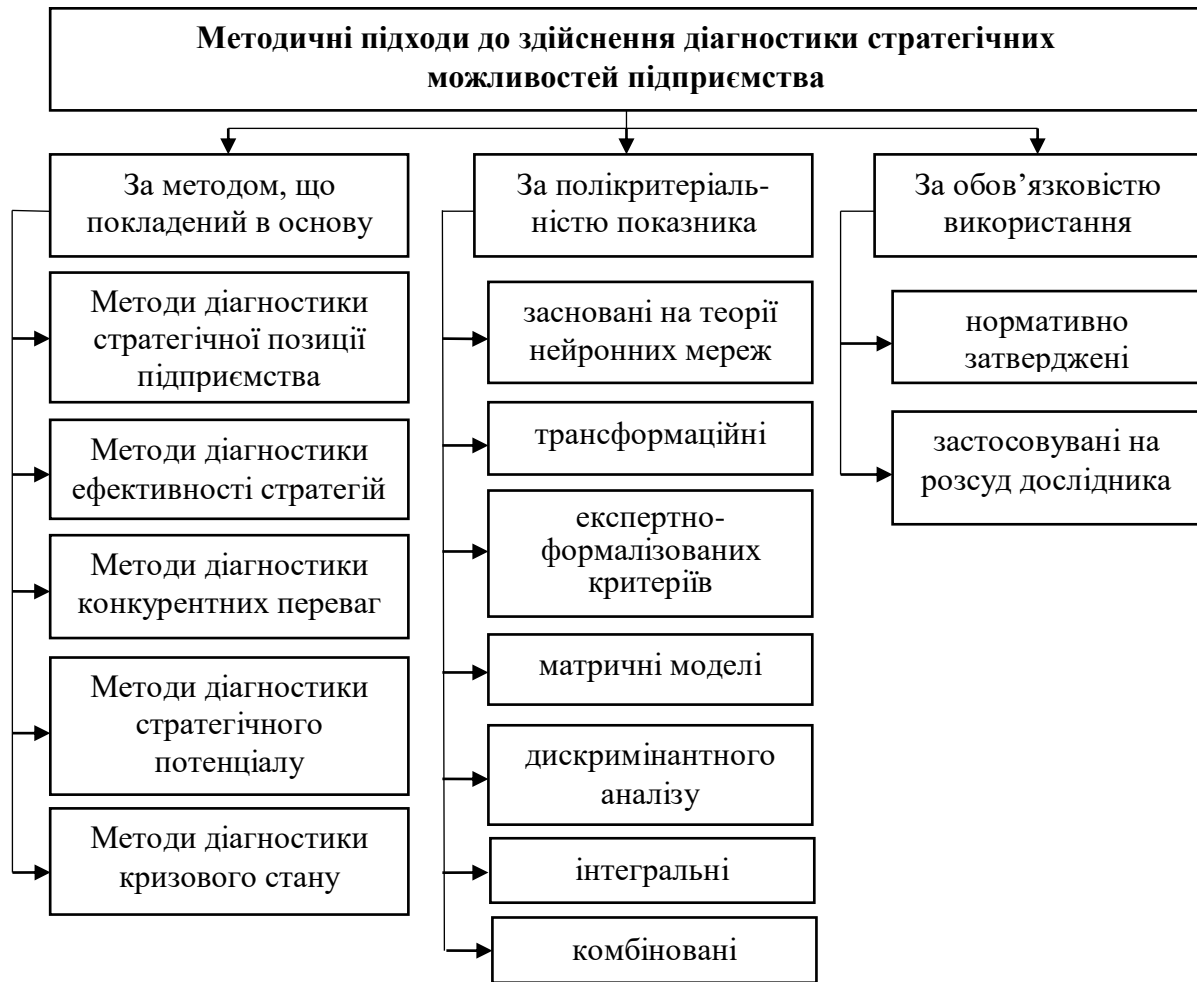 Методичні підходи до здійснення діагностики стратегічних
можливостей підприємства
За методом, що
покладений в основу
Методи діагностики
стратегічної позиції
підприємства
Методи діагностики
ефективності стратегій
Методи діагностики
конкурентних переваг
Методи діагностики
стратегічного
потенціалу
Методи діагностики
кризового стану
За полікритеріаль-
ністю показника
засновані на теорії
нейронних мереж
трансформаційні
експертно-
формалізованих
критеріїв
матричні моделі
дискримінантного
аналізу
інтегральні
комбіновані
За обов’язковістю
використання
нормативно
затверджені
застосовувані на
розсуд дослідника